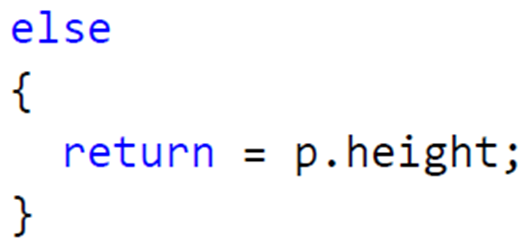 else
{
  return = p.height;
}